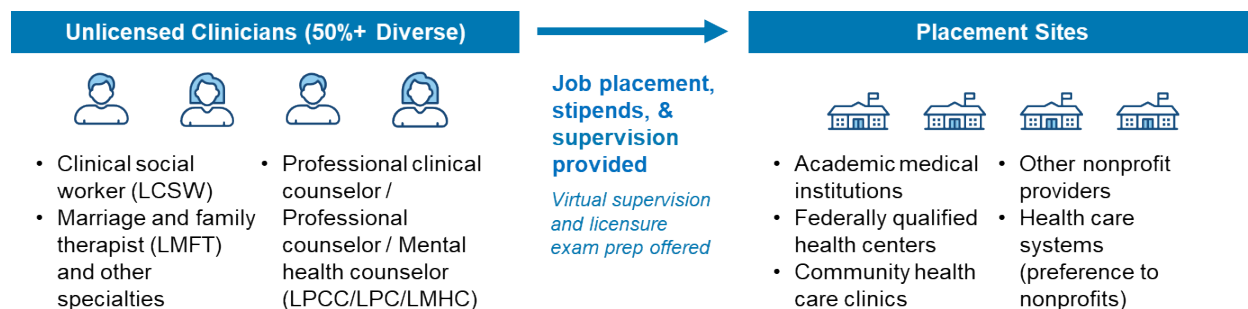 Unlicensed Clinicians (50%+ Diverse)
• Clinical social
worker (LCSW)
• Marriage and family
therapist (LMFT)
and other
specialties
• Professional clinical
counselor /
Professional
counselor / Mental
health counselor
(LPCC/LPC/LMHC)
Job placement,
stipends, &
supervision
provided
Virtual supervision
and licensure
exam prep offered
Placement Sites
• Academic medical
institutions
• Federally qualified
health centers
• Community health
care clinics
• Other nonprofit
providers
• Health care
systems
(preference to
nonprofits)